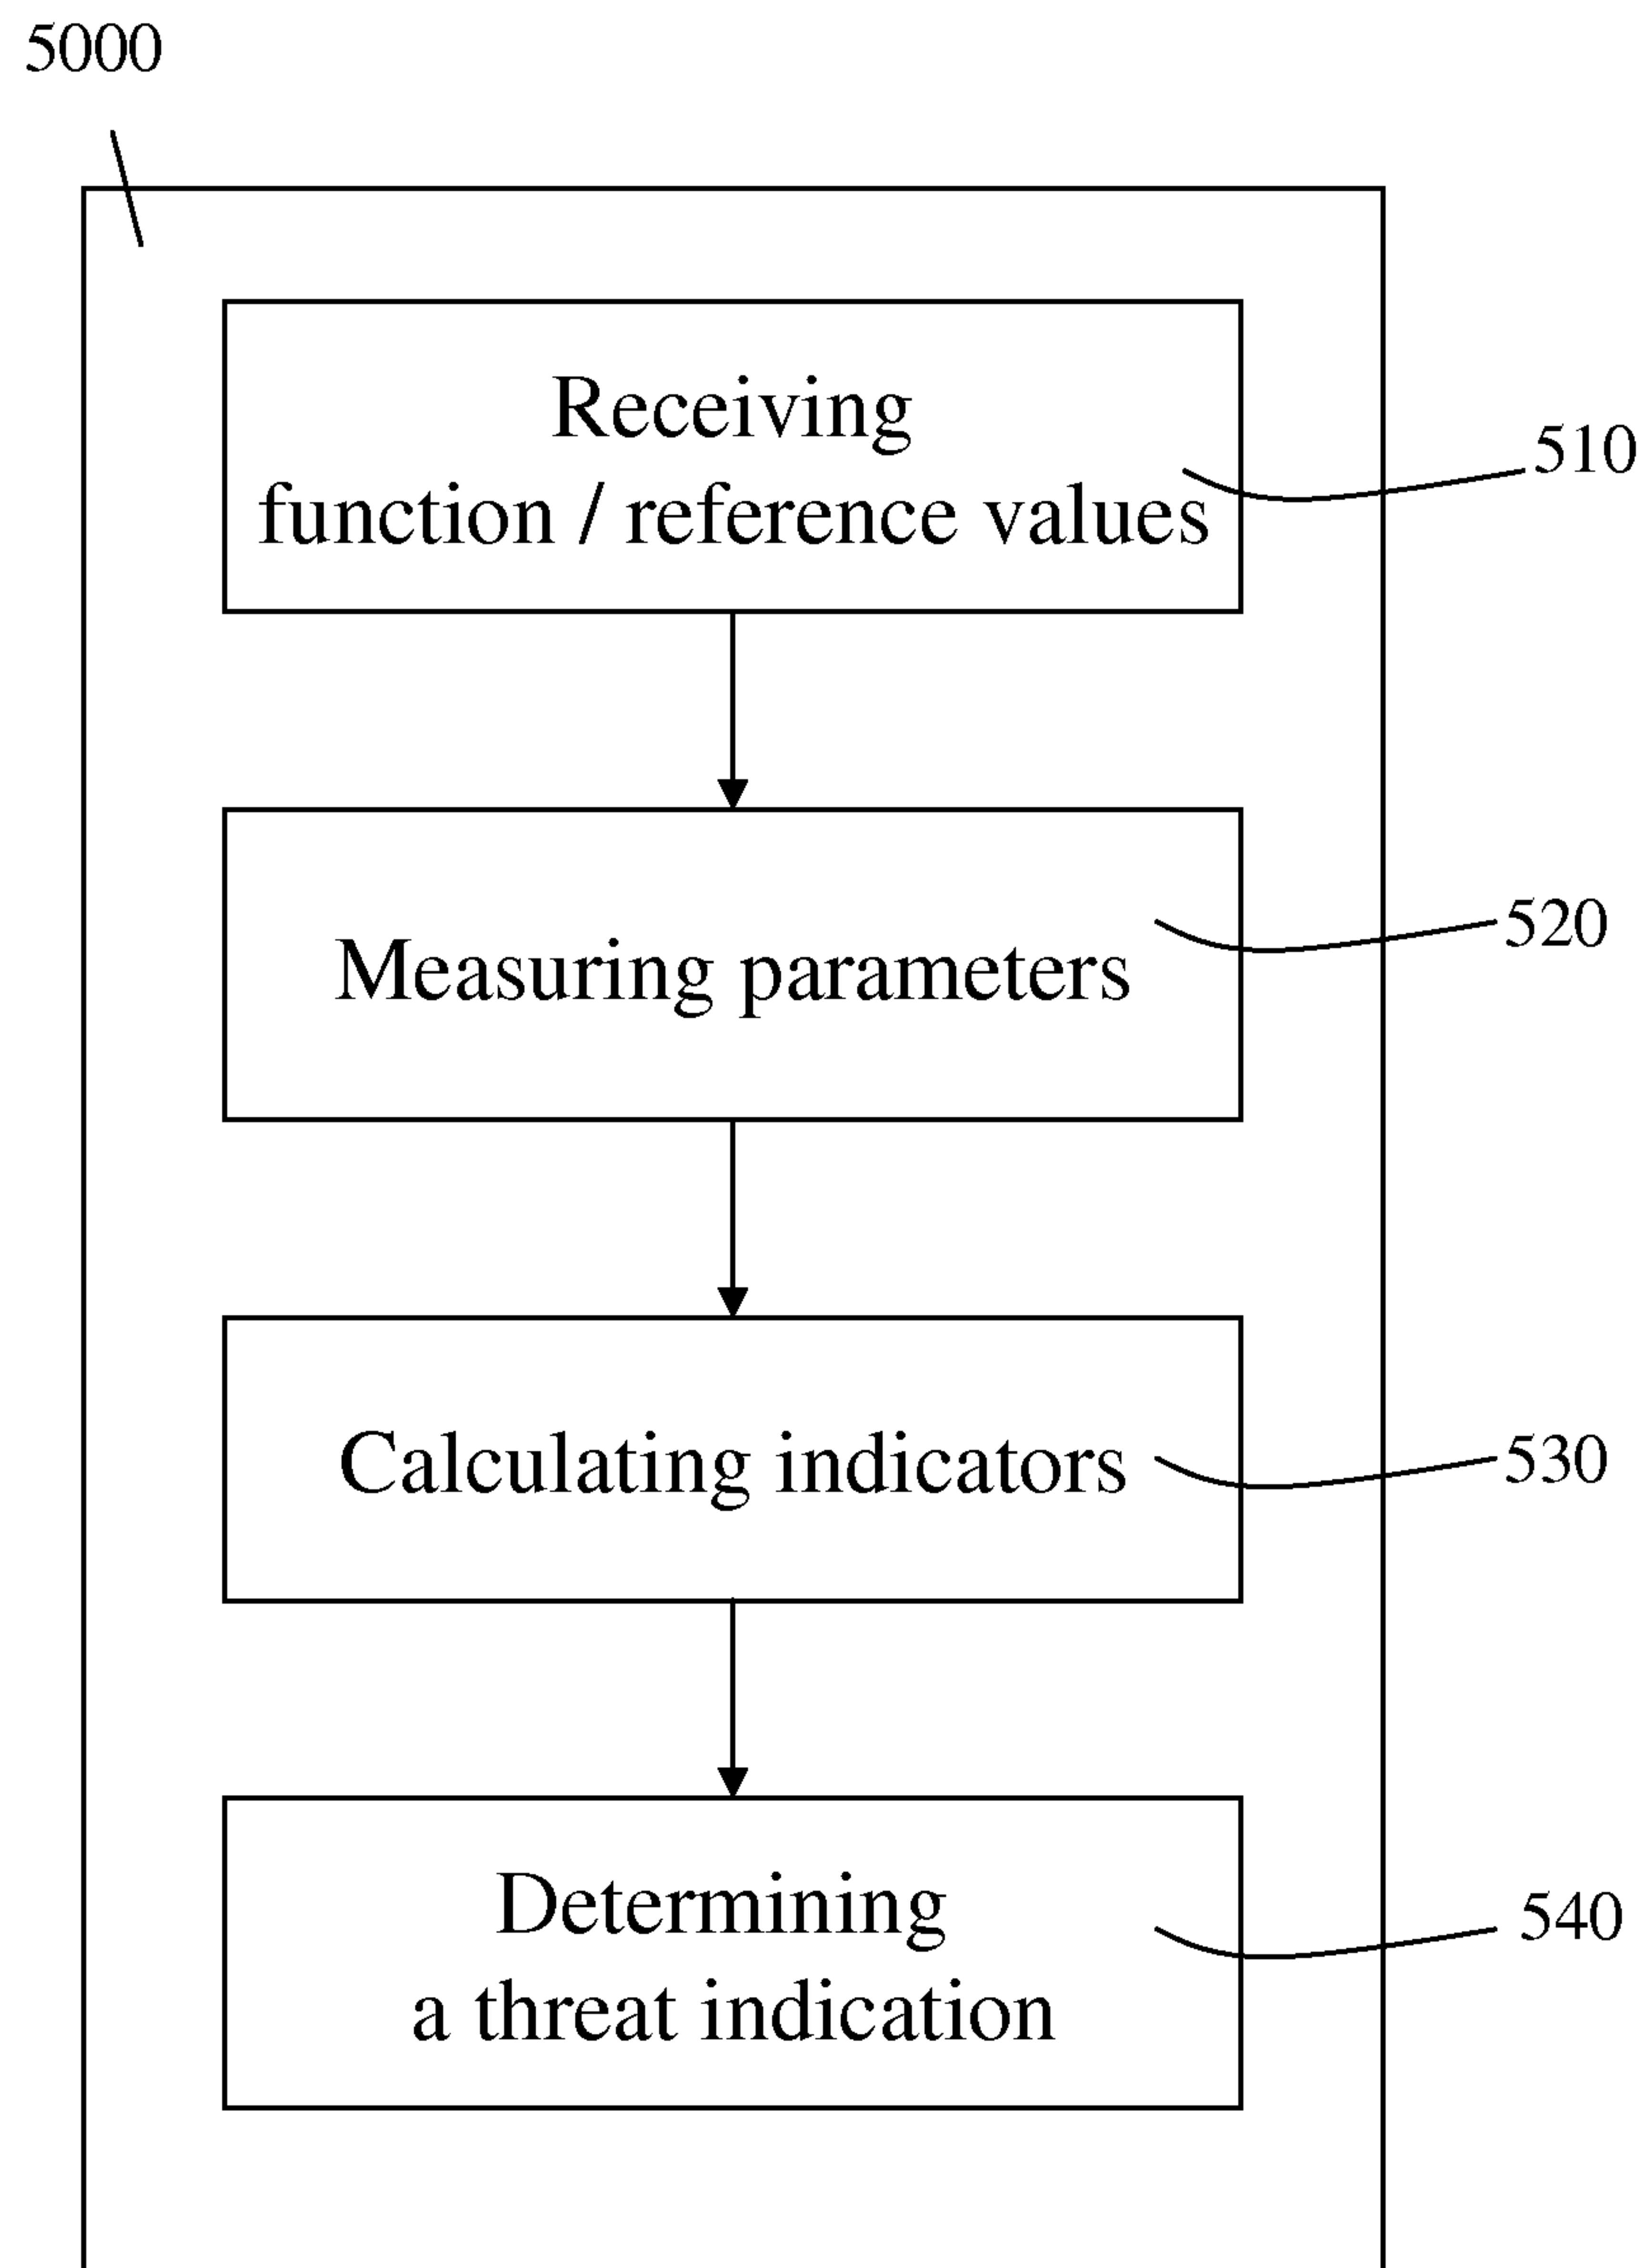 5000
Receiving
function / reference values
510
Measuring parameters
520
Calculating indicators
530
Determining
a threat indication
540